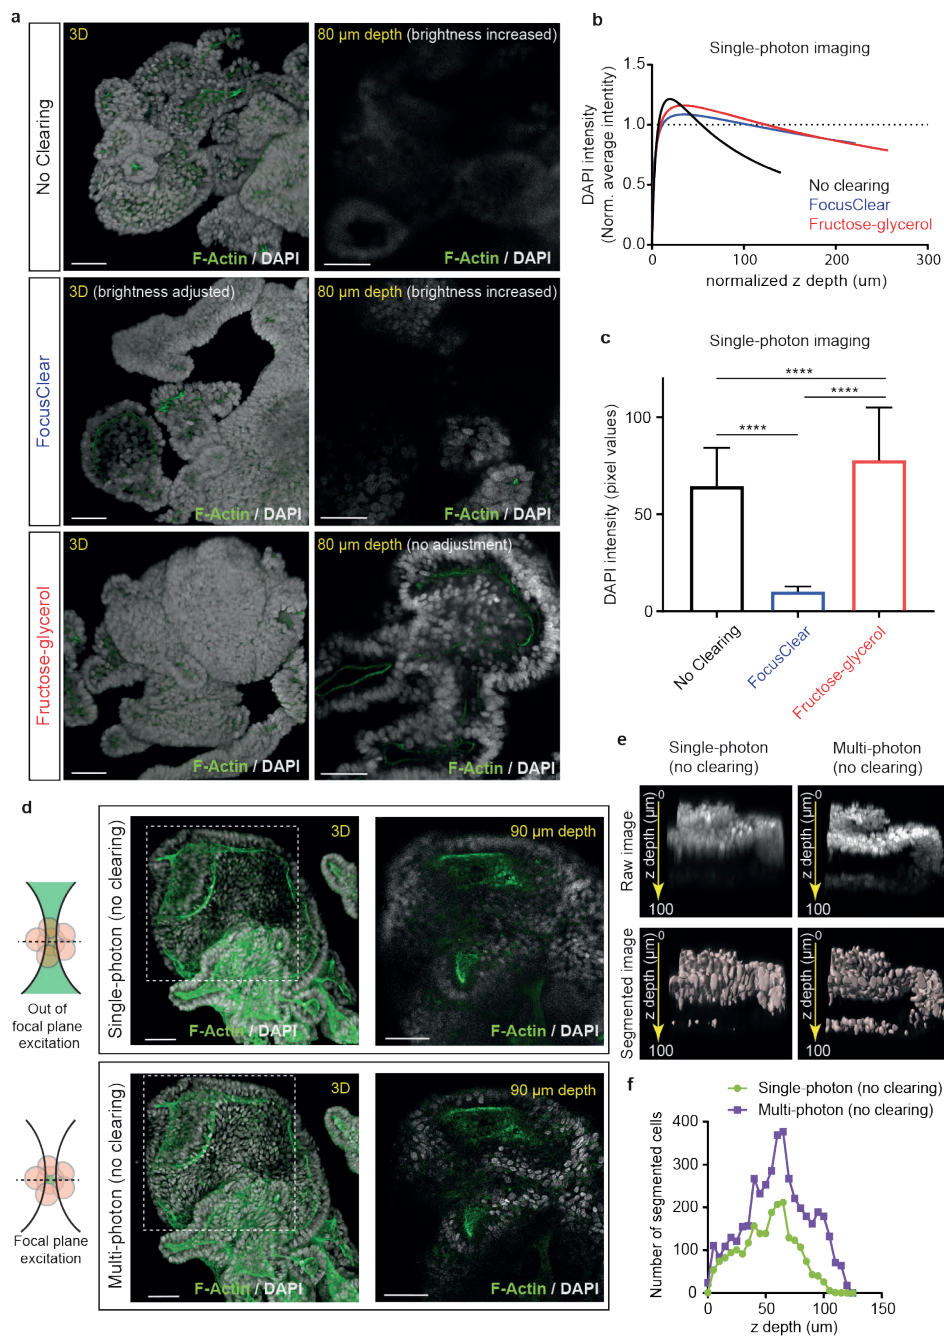 a
No Clearing
3D
F-Actin / DAPI
80 µm depth (brightness increased)
F-Actin / DAPI
FocusClear
3D (brightness adjusted)
F-Actin / DAPI
80 µm depth (brightness increased)
F-Actin / DAPI
Fructose-glycerol
3D
F-Actin / DAPI
80 µm depth (no adjustment)
F-Actin / DAPI
b
Single-photon imaging
DAPI intensity
(Norm. average intentity)
1.5
1.0
0.5
0.0
0
100
200
300
No clearing
FocusClear
Fructose-glycerol
normalized z depth (um)
c
Single-photon imaging
DAPI intensity (pixel values)
100
50
0
****
****
****
No Clearing
FocusClear
Fructose-glycerol
d
Out of
focal plane
excitation
Single-photon (no clearing)
3D
F-Actin / DAPI
90 µm depth
F-Actin / DAPI
Focal plane
excitation
Multi-photon (no clearing)
3D
F-Actin / DAPI
90 µm depth
F-Actin / DAPI
e
Single-photon
(no clearing)
Multi-photon
(no clearing)
Raw image
0
z depth (µm)
100
0
z depth (µm)
100
Segmented image
0
z depth (µm)
100
0
z depth (µm)
100
f
Single-photon (no clearing)
Multi-photon (no clearing)
Number of segmented cells
400
300
200
100
0
0
50
100
150
z depth (um)